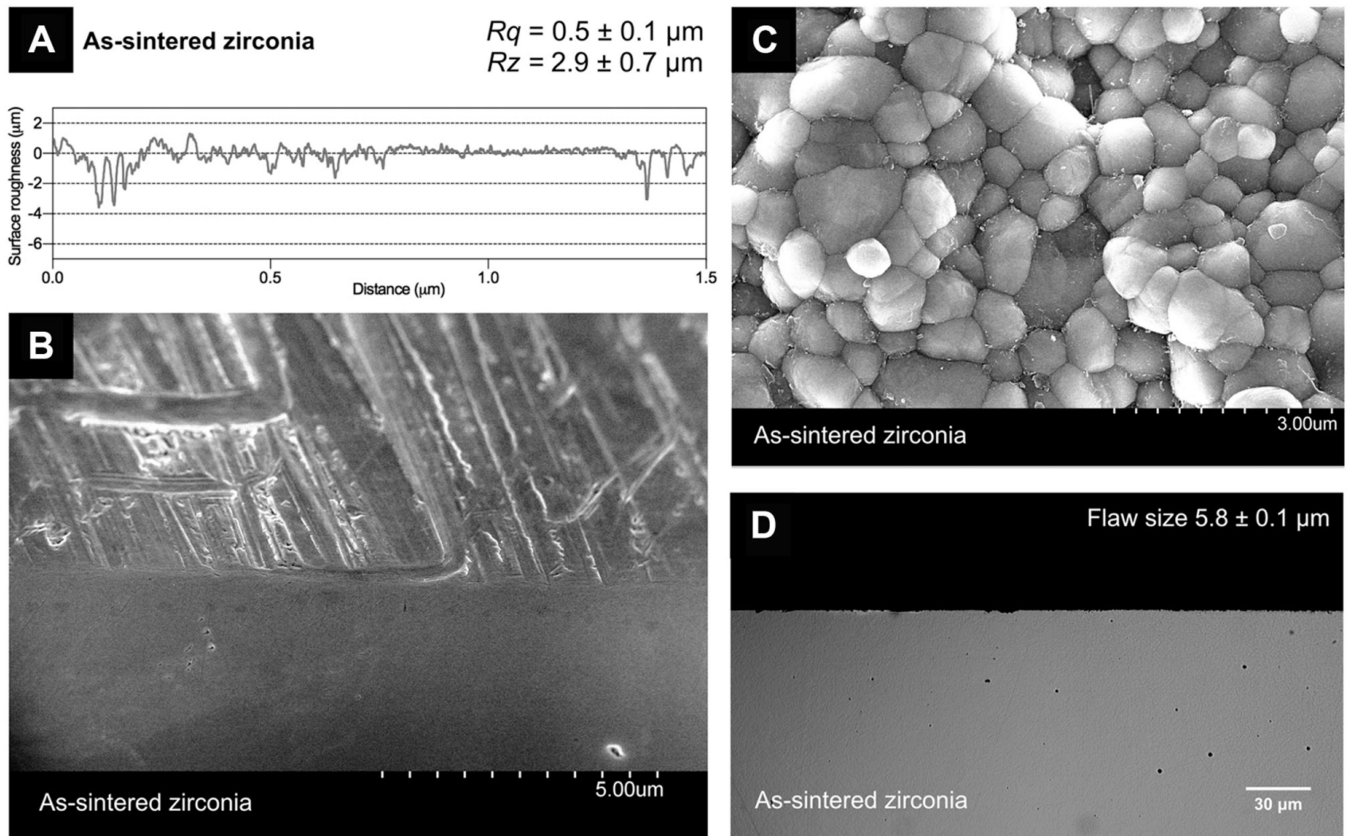 A
As-sintered zirconia
Rq = 0.5 ± 0.1 µm
Rz = 2.9 ± 0.7 µm
Surface roughness (µm)
2
0
-2
-4
-6
0.0
0.5
1.0
1.5
Distance (µm)
B
As-sintered zirconia
5.00um
C
As-sintered zirconia
3.00um
D
Flaw size 5.8 ± 0.1 µm
As-sintered zirconia
30 µm